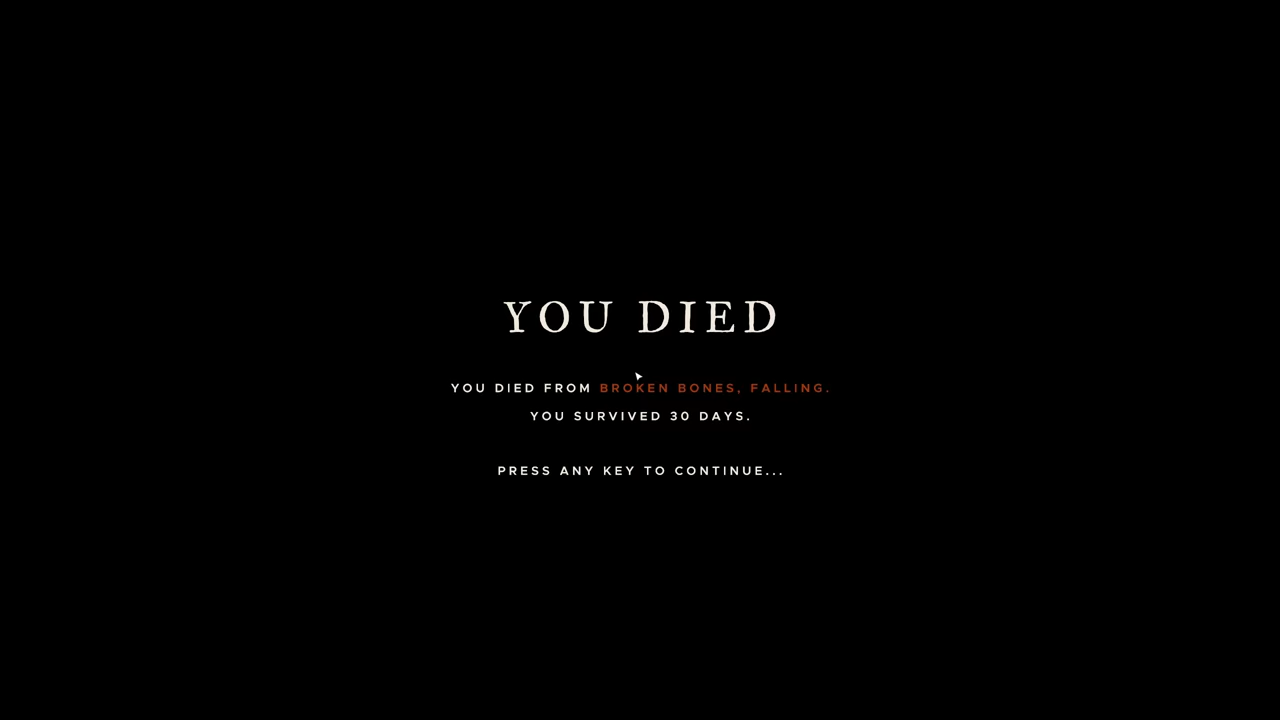 YOU DIED
YOU DIED FROM BROKEN BONES, FALLING.
YOU SURVIVED 30 DAYS.
PRESS ANY KEY TO CONTINUE...